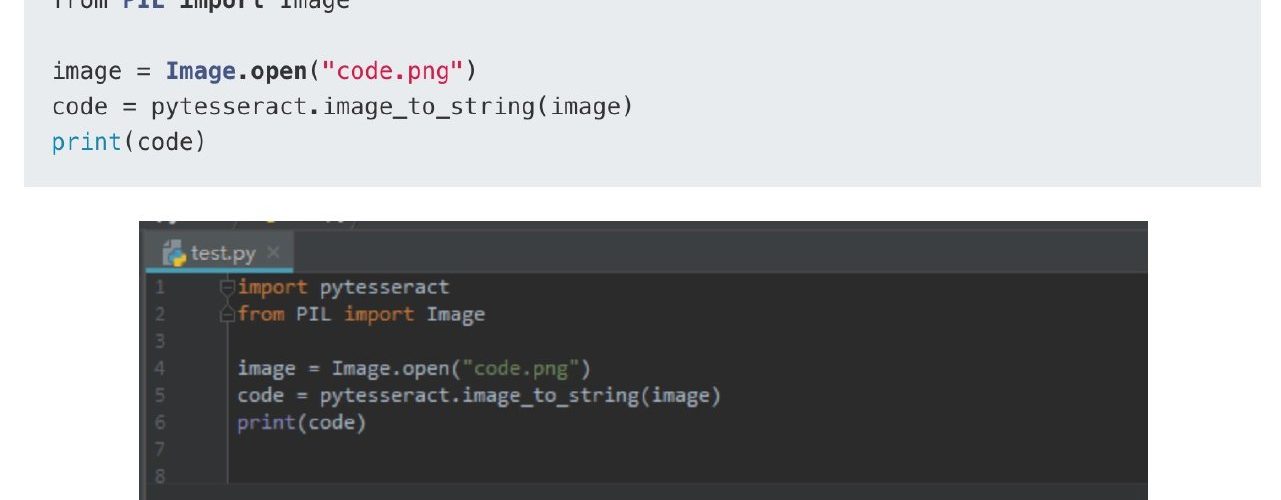 from PIL import Image
image = Image.open("code.png")
code = pytesseract.image_to_string(image)
print(code)
test.py
1 import pytesseract
2 from PIL import Image
3
4 image = Image.open("code.png")
5 code = pytesseract.image_to_string(image)
6 print(code)
7
8